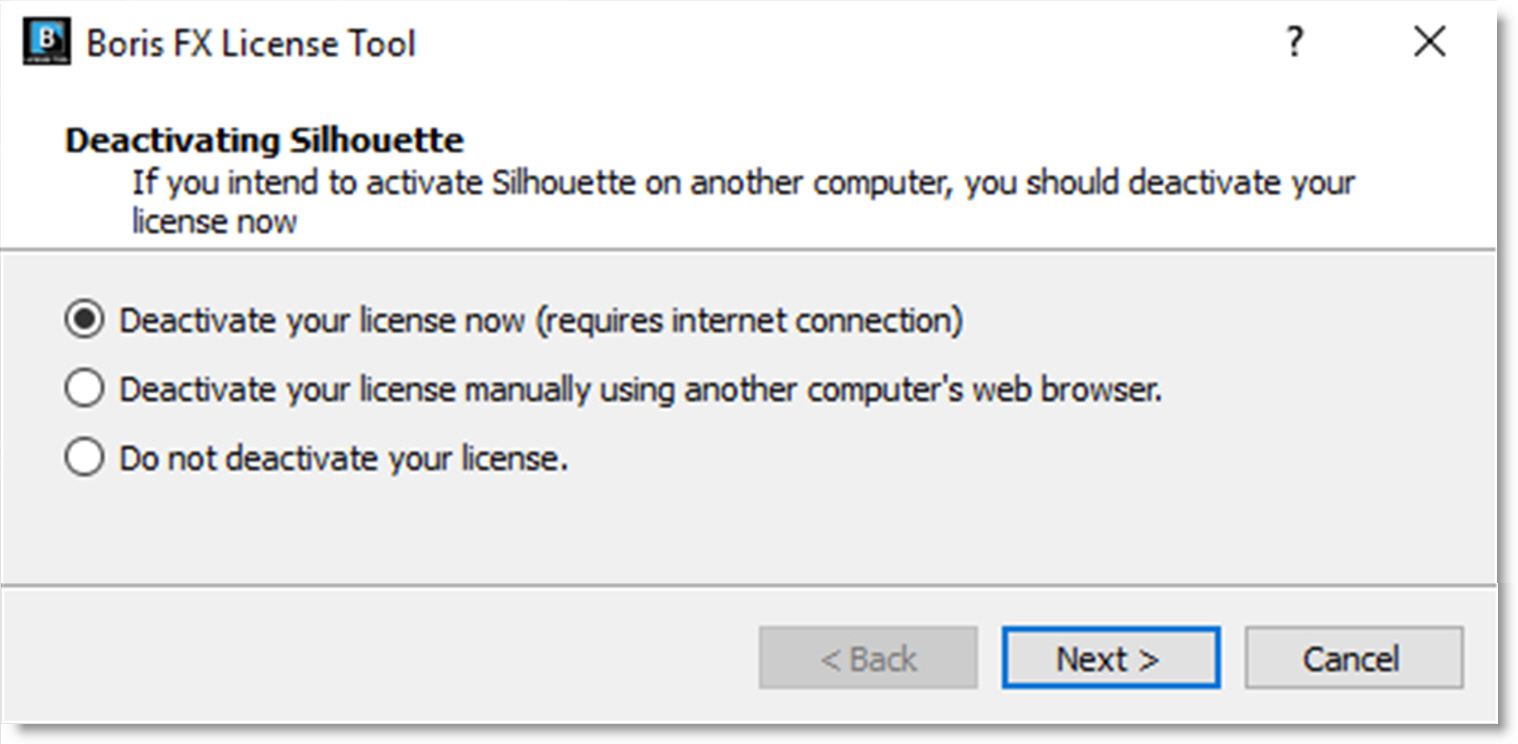 B
Boris FX License Tool
?
Deactivating Silhouette
If you intend to activate Silhouette on another computer, you should deactivate your
license now
Deactivate your license now (requires internet connection)
Deactivate your license manually using another computer's web browser.
Do not deactivate your license.
< Back
Next >
Cancel